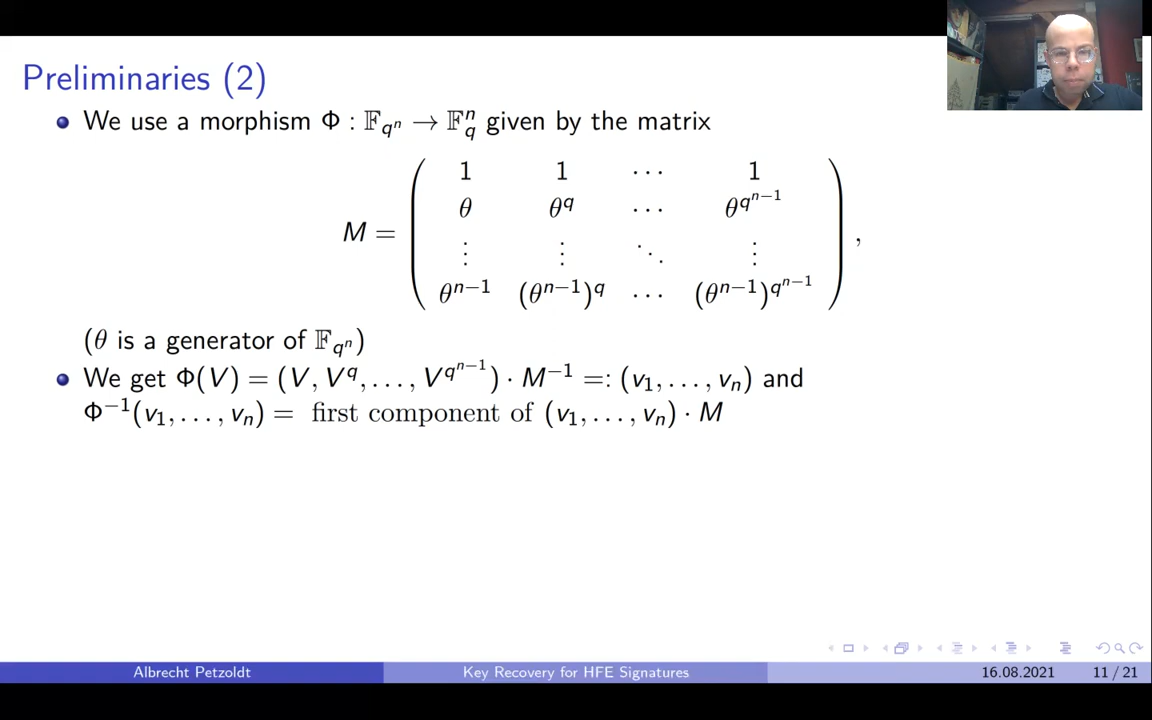 Preliminaries (2)
We use a morphism Φ : 𝔽_{q^n} → 𝔽_q^n given by the matrix
1 1 ⋯ 1
θ θ^q ⋯ θ^{q^{n−1}}
M = ⋮ ⋮ ⋱ ⋮ ,
θ^{n−1} (θ^{n−1})^q ⋯ (θ^{n−1})^{q^{n−1}}
(θ is a generator of 𝔽_{q^n})
We get Φ(V) = (V, V^q, . . . , V^{q^{n−1}}) · M^{−1} =: (v_1, . . . , v_n) and
Φ^{−1}(v_1, . . . , v_n) = first component of (v_1, . . . , v_n) · M
Albrecht Petzoldt Key Recovery for HFE Signatures 16.08.2021 11 / 21